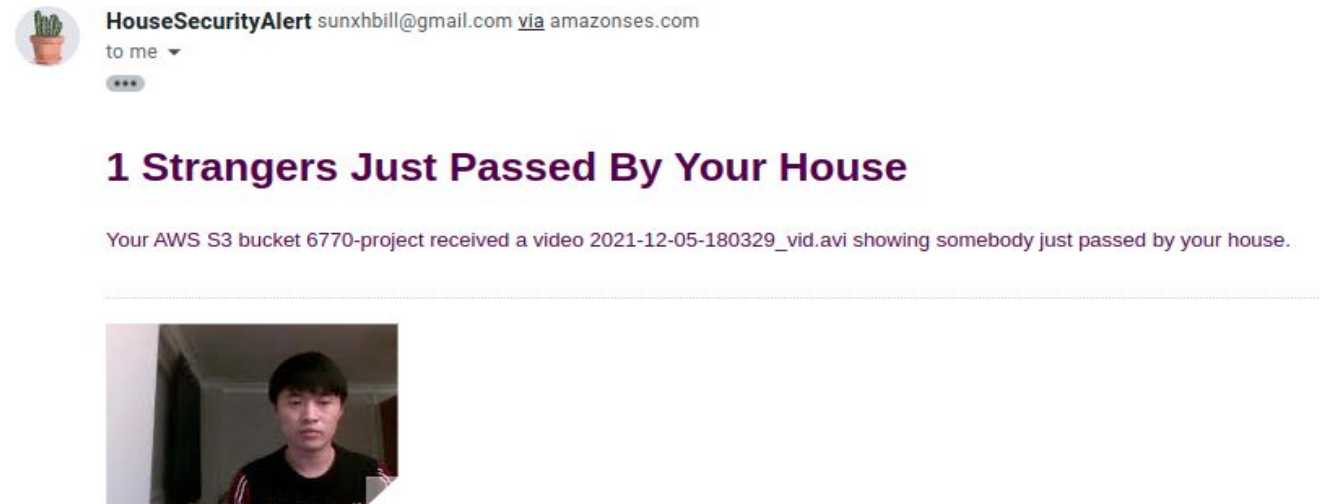 HouseSecurityAlert sunxhbill@gmail.com via amazonses.com
to me
1 Strangers Just Passed By Your House
Your AWS S3 bucket 6770-project received a video 2021-12-05-180329_vid.avi showing somebody just passed by your house.